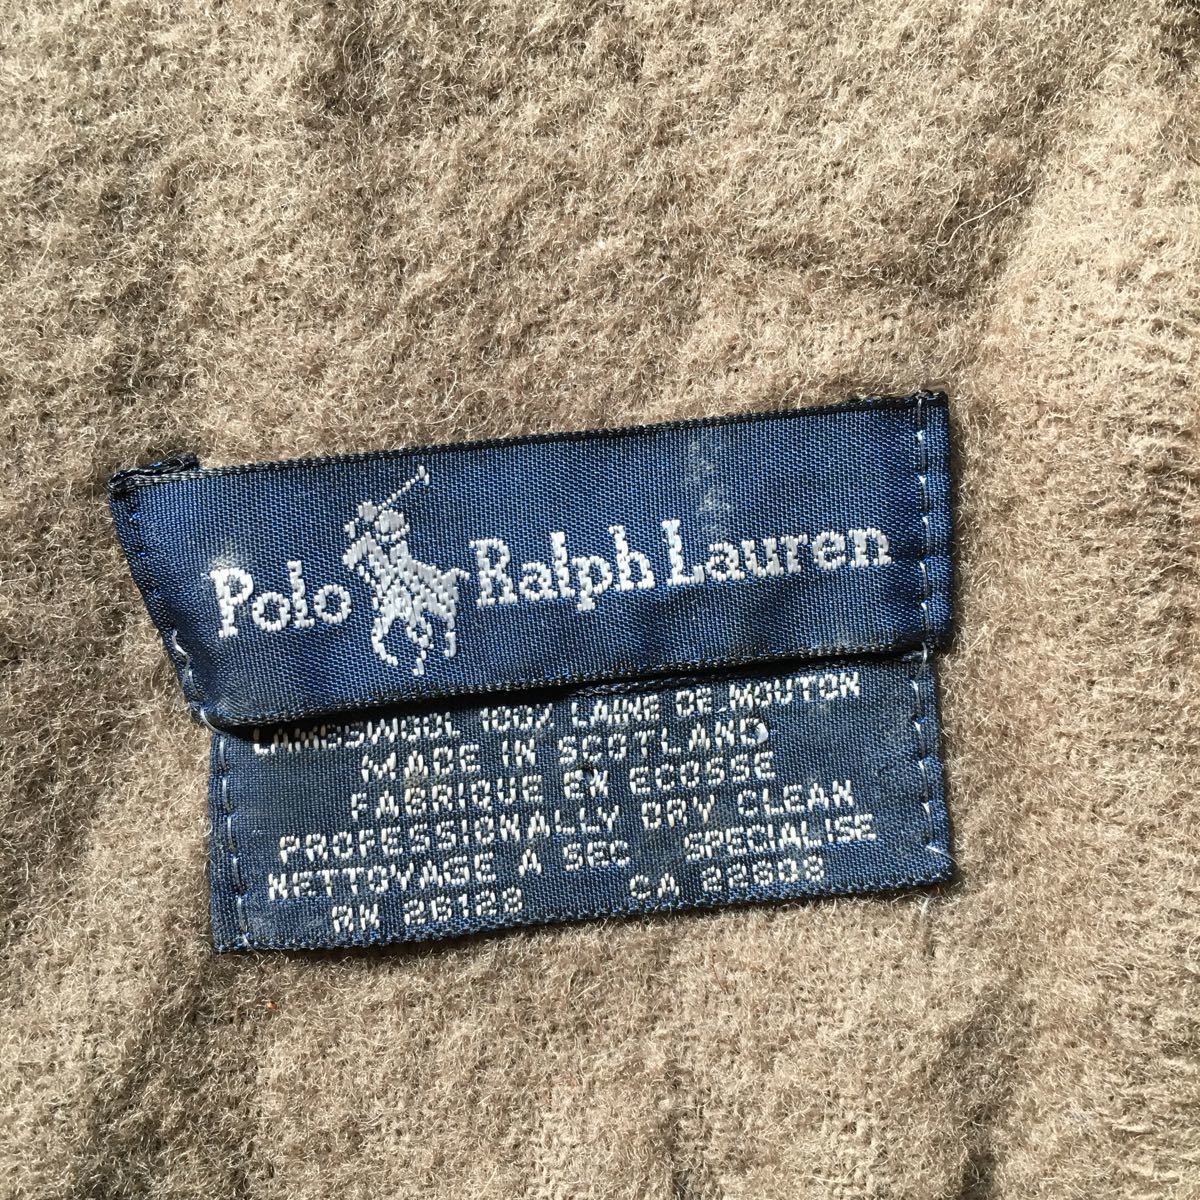 Polo Ralph Lauren
LAMBSWOOL 100% LAINE DE MOUTON
MADE IN SCOTLAND
FABRIQUE EN ECOSSE
PROFESSIONALLY DRY CLEAN
NETTOYAGE A SEC SPECIALISE
RN CA